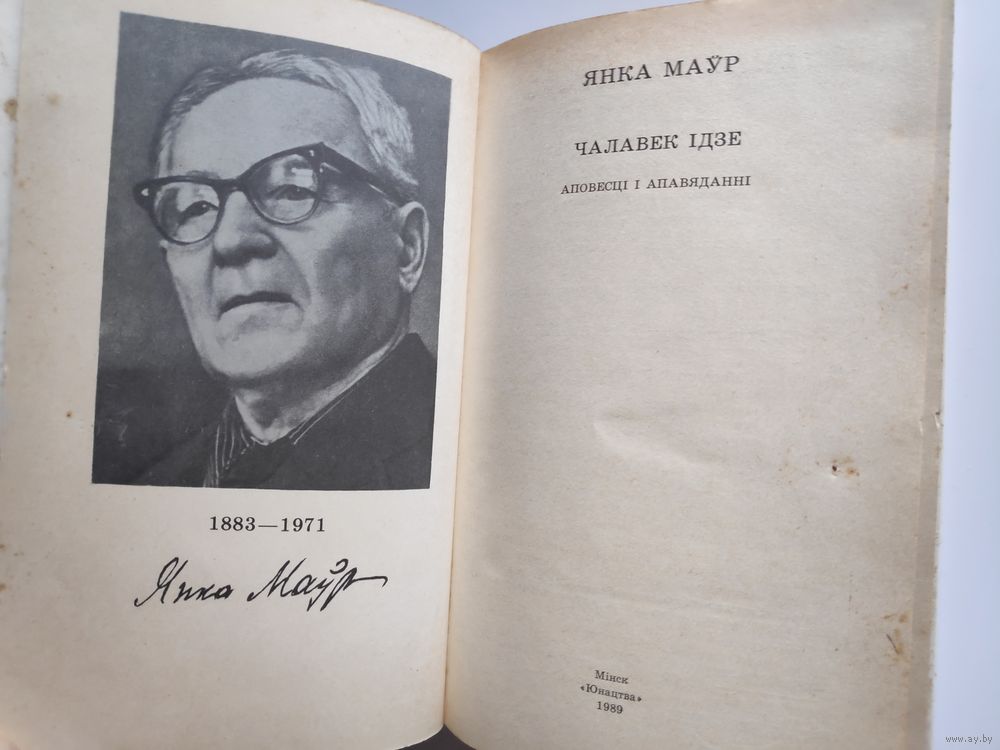 1883—1971
Янка Маўр
ЯНКА МАЎР
ЧАЛАВЕК ІДЗЕ
АПОВЕСЦІ І АПАВЯДАННІ
Мінск
«Юнацтва»
1989
www.ay.by